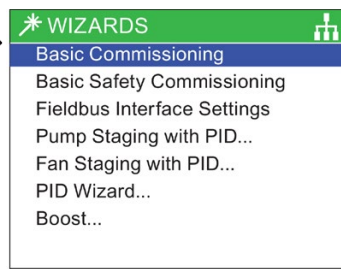 WIZARDS
Basic Commissioning
Basic Safety Commissioning
Fieldbus Interface Settings
Pump Staging with PID...
Fan Staging with PID...
PID Wizard...
Boost...